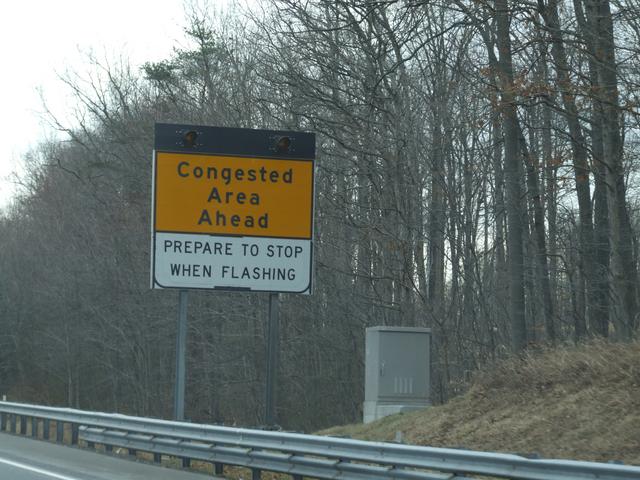 Congested
Area
Ahead
PREPARE TO STOP
WHEN FLASHING